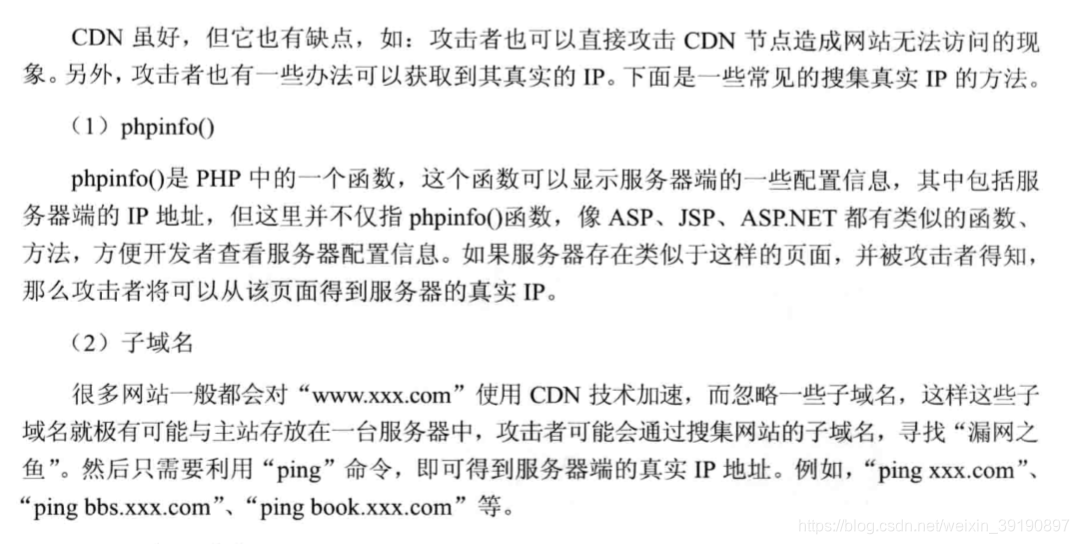 CDN 虽好，但它也有缺点，如：攻击者也可以直接攻击 CDN 节点造成网站无法访问的现
象。另外，攻击者也有一些办法可以获取到其真实的 IP。下面是一些常见的搜集真实 IP 的方法。
（1）phpinfo()
phpinfo()是 PHP 中的一个函数，这个函数可以显示服务器端的一些配置信息，其中包括服
务器端的 IP 地址，但这里并不仅指 phpinfo()函数，像 ASP、JSP、ASP.NET 都有类似的函数、
方法，方便开发者查看服务器配置信息。如果服务器存在类似于这样的页面，并被攻击者得知，
那么攻击者将可以从该页面得到服务器的真实 IP。
（2）子域名
很多网站一般都会对“www.xxx.com”使用 CDN 技术加速，而忽略一些子域名，这样这些子
域名就极有可能与主站存放在一台服务器中，攻击者可能会通过搜集网站的子域名，寻找“漏网之
鱼”。然后只需要利用“ping”命令，即可得到服务器端的真实 IP 地址。例如，“ping xxx.com”、
“ping bbs.xxx.com”、“ping book.xxx.com”等。
https://blog.csdn.net/weixin_39190897